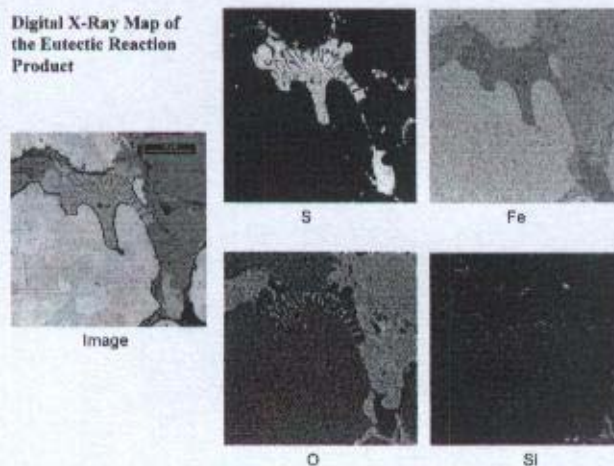 Digital X-Ray Map of
the Eutectic Reaction
Product
S
Fe
Image
O
Si